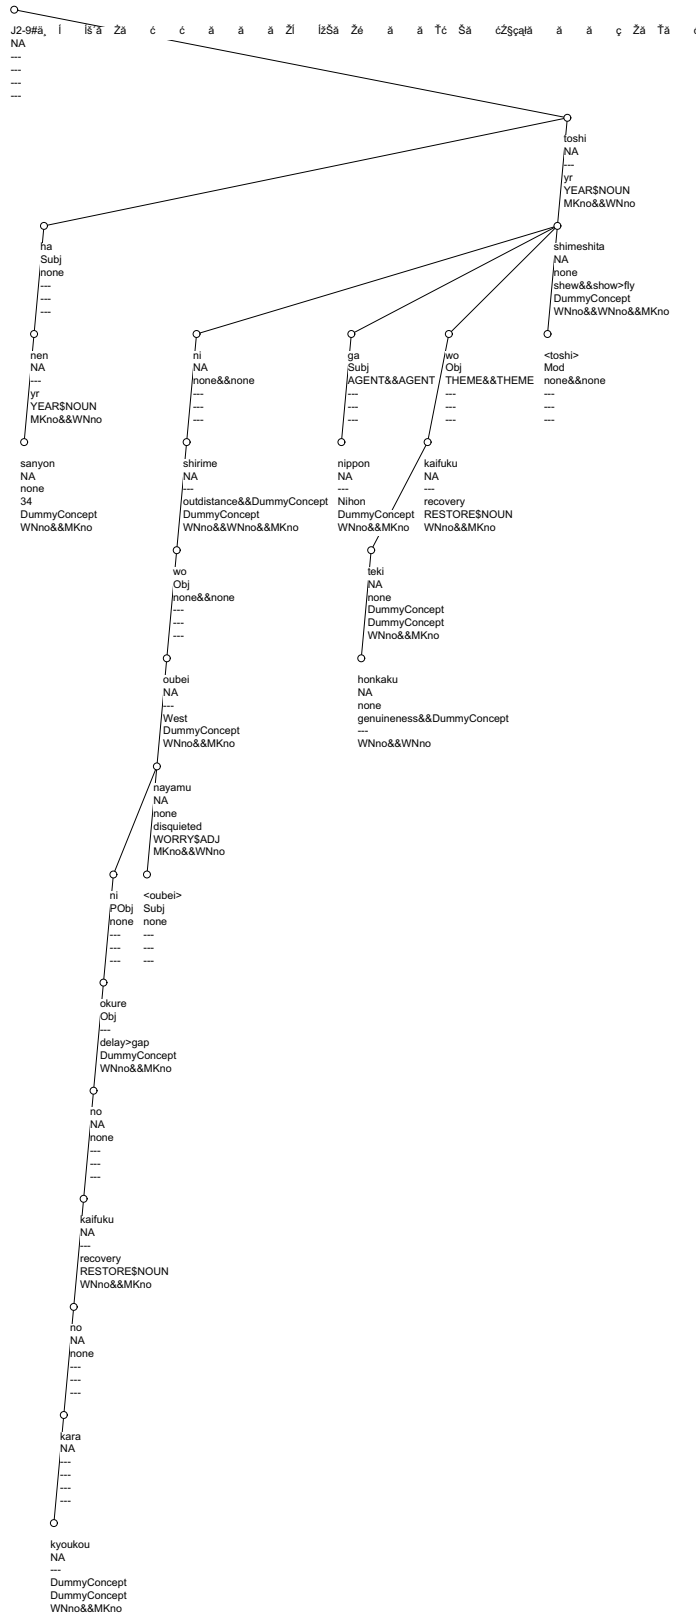 J2-9#ä¸
NA
---
---
---
---
toshi
NA
---
yr
YEAR$NOUN
MKno&&WNno
ha
Subj
none
---
---
---
shimeshita
NA
none
shew&&show>fly
DummyConcept
WNno&&WNno&&MKno
nen
NA
---
yr
YEAR$NOUN
MKno&&WNno
ni
NA
none&&none
---
---
---
ga
Subj
AGENT&&AGENT
---
---
---
wo
Obj
THEME&&THEME
---
---
---
<toshi>
Mod
none&&none
---
---
---
sanyon
NA
none
34
DummyConcept
WNno&&MKno
shirime
NA
---
outdistance&&DummyConcept
DummyConcept
WNno&&WNno&&MKno
nippon
NA
---
Nihon
DummyConcept
WNno&&MKno
kaifuku
NA
---
recovery
RESTORE$NOUN
WNno&&MKno
wo
Obj
none&&none
---
---
---
teki
NA
none
DummyConcept
DummyConcept
WNno&&MKno
oubei
NA
---
West
DummyConcept
WNno&&MKno
honkaku
NA
none
genuineness&&DummyConcept
---
WNno&&WNno
nayamu
NA
none
disquieted
WORRY$ADJ
MKno&&WNno
ni
PObj
none
---
---
---
<oubei>
Subj
none
---
---
---
okure
Obj
---
delay>gap
DummyConcept
WNno&&MKno
no
NA
none
---
---
---
kaifuku
NA
---
recovery
RESTORE$NOUN
WNno&&MKno
no
NA
none
---
---
---
kara
NA
---
---
---
---
kyoukou
NA
---
DummyConcept
DummyConcept
WNno&&MKno